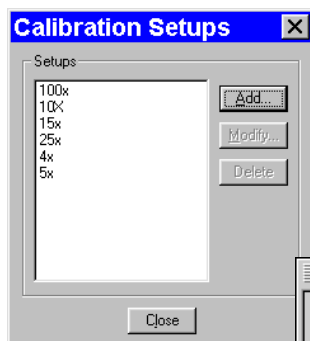 Calibration Setups
Setups
100x
10X
15x
25x
4x
5x
Add...
Modify...
Delete
Close